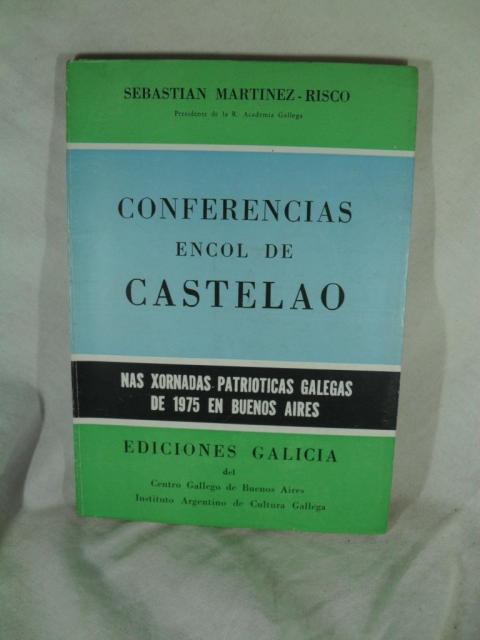 SEBASTIAN MARTINEZ-RISCO
Presidente de la R. Academia Gallega
CONFERENCIAS
ENCOL DE
CASTELAO
NAS XORNADAS PATRIOTICAS GALEGAS
DE 1975 EN BUENOS AIRES
EDICIONES GALICIA
del
Centro Gallego de Buenos Aires
Instituto Argentino de Cultura Gallega